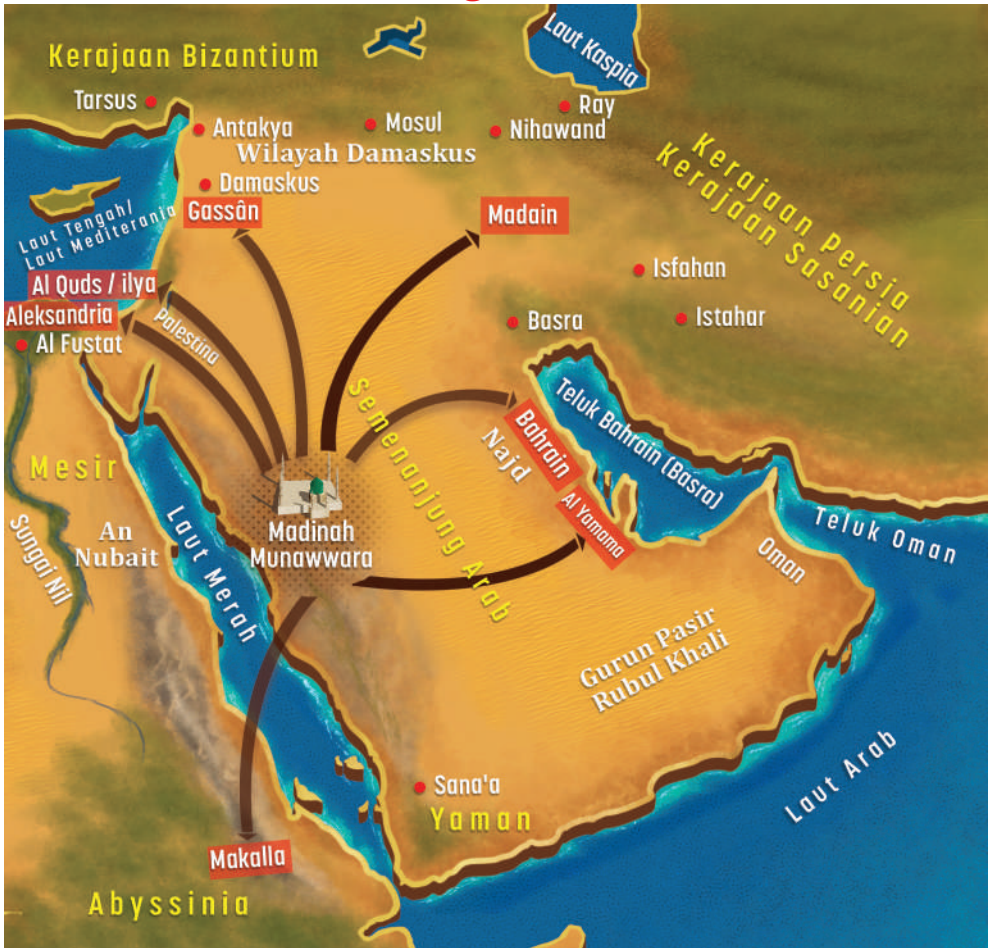 Kerajaan Bizantium
Laut Kaspia
Tarsus
Ray
Antakya
Mosul
Nihawand
Wilayah Damaskus
Kerajaan Persia
Kerajaan Sasanian
Damaskus
Gassân
Madain
Laut Tengah/
Laut Mediterania
Isfahan
Al Quds / ilya
Aleksandria
Palestina
Al Fustat
Basra
Istahar
Semenanjung Arab
Teluk Bahrain (Basra)
Bahrain
Najd
Mesir
Al Yamama
Madinah
Munawwara
An
Nubait
Laut Merah
Sungai Nil
Teluk Oman
Oman
Gurun Pasir
Rubul Khali
Laut Arab
Sana'a
Yaman
Makalla
Abyssinia